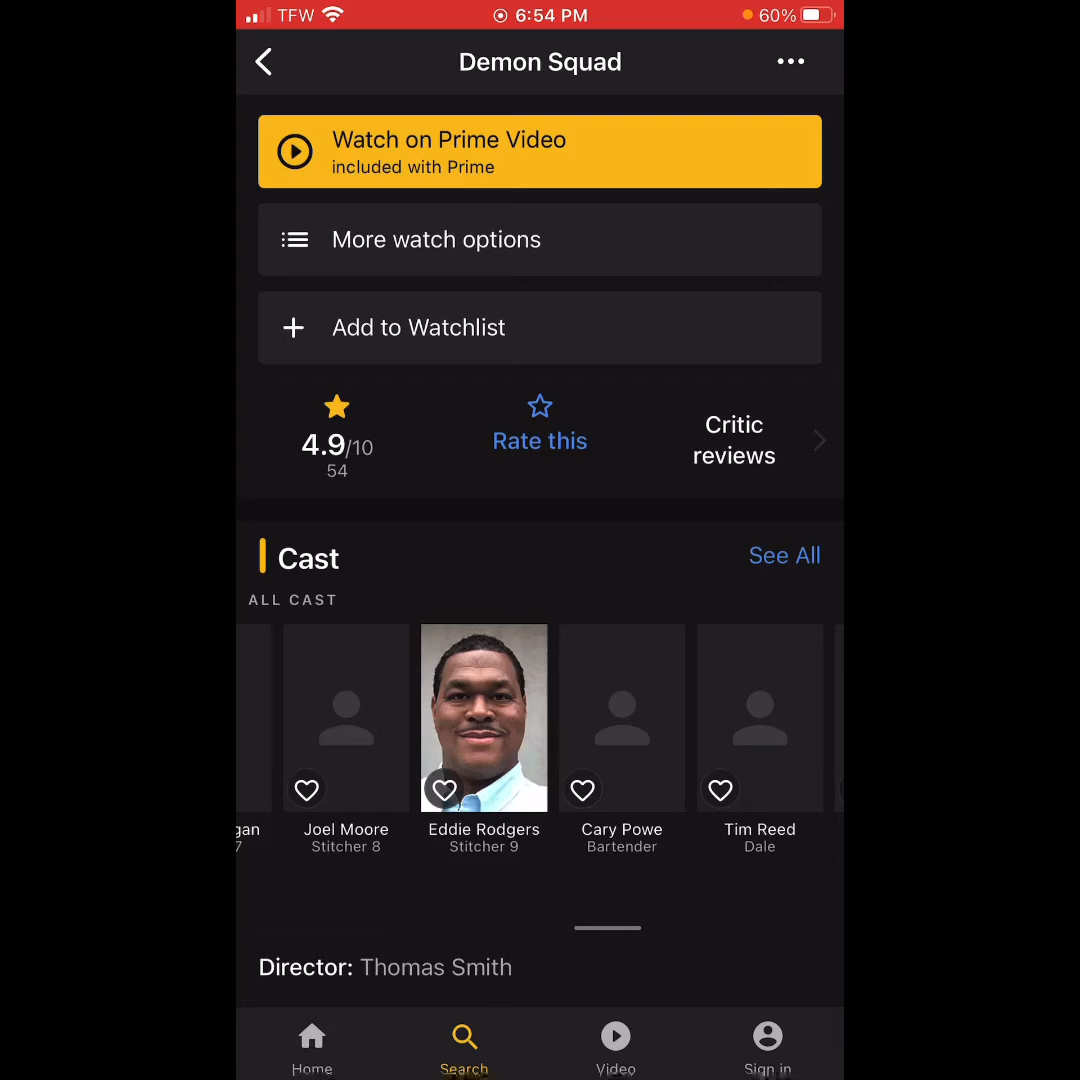 TFW 6:54 PM 60%
Demon Squad
Watch on Prime Video
included with Prime
More watch options
Add to Watchlist
4.9/10
54
Rate this
Critic
reviews
Cast
See All
ALL CAST
gan
7
Joel Moore
Stitcher 8
Eddie Rodgers
Stitcher 9
Cary Powe
Bartender
Tim Reed
Dale
Director: Thomas Smith
Home
Search
Video
Sign in